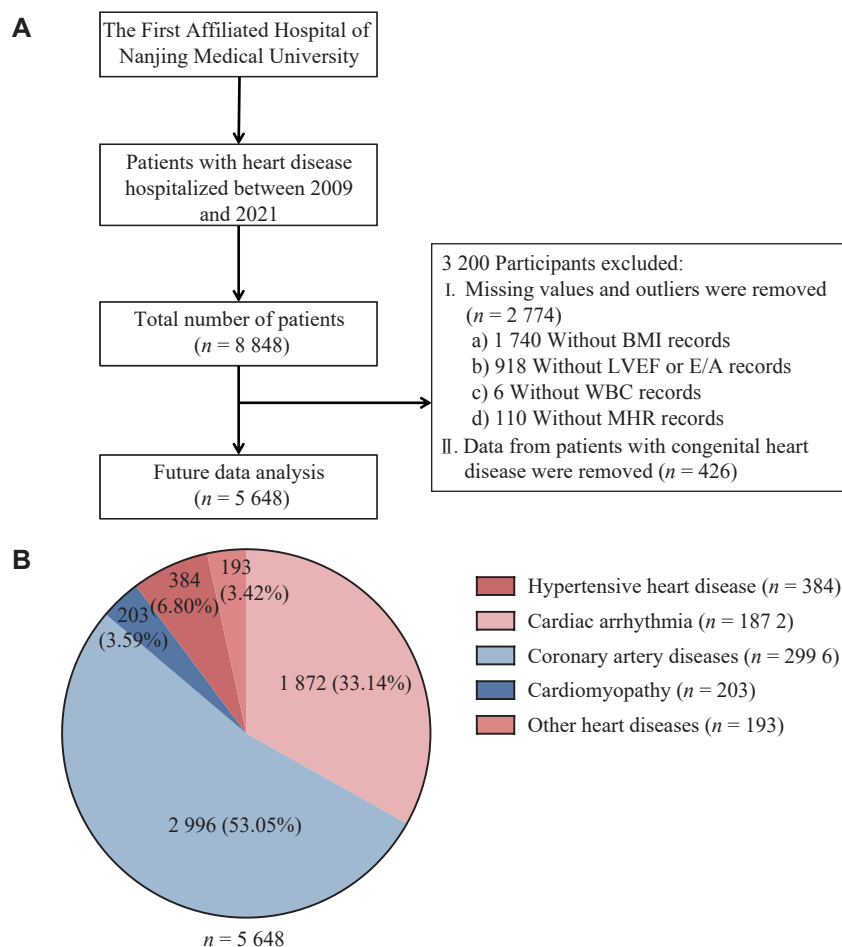 A
The First Affiliated Hospital of
Nanjing Medical University
Patients with heart disease
hospitalized between 2009
and 2021
Total number of patients
(n = 8 848)
3 200 Participants excluded:
Ⅰ. Missing values and outliers were removed
(n = 2 774)
a) 1 740 Without BMI records
b) 918 Without LVEF or E/A records
c) 6 Without WBC records
d) 110 Without MHR records
Ⅱ. Data from patients with congenital heart
disease were removed (n = 426)
Future data analysis
(n = 5 648)
B
193
(3.42%)
384
(6.80%)
203
(3.59%)
1 872 (33.14%)
2 996 (53.05%)
n = 5 648
Hypertensive heart disease (n = 384)
Cardiac arrhythmia (n = 187 2)
Coronary artery diseases (n = 299 6)
Cardiomyopathy (n = 203)
Other heart diseases (n = 193)